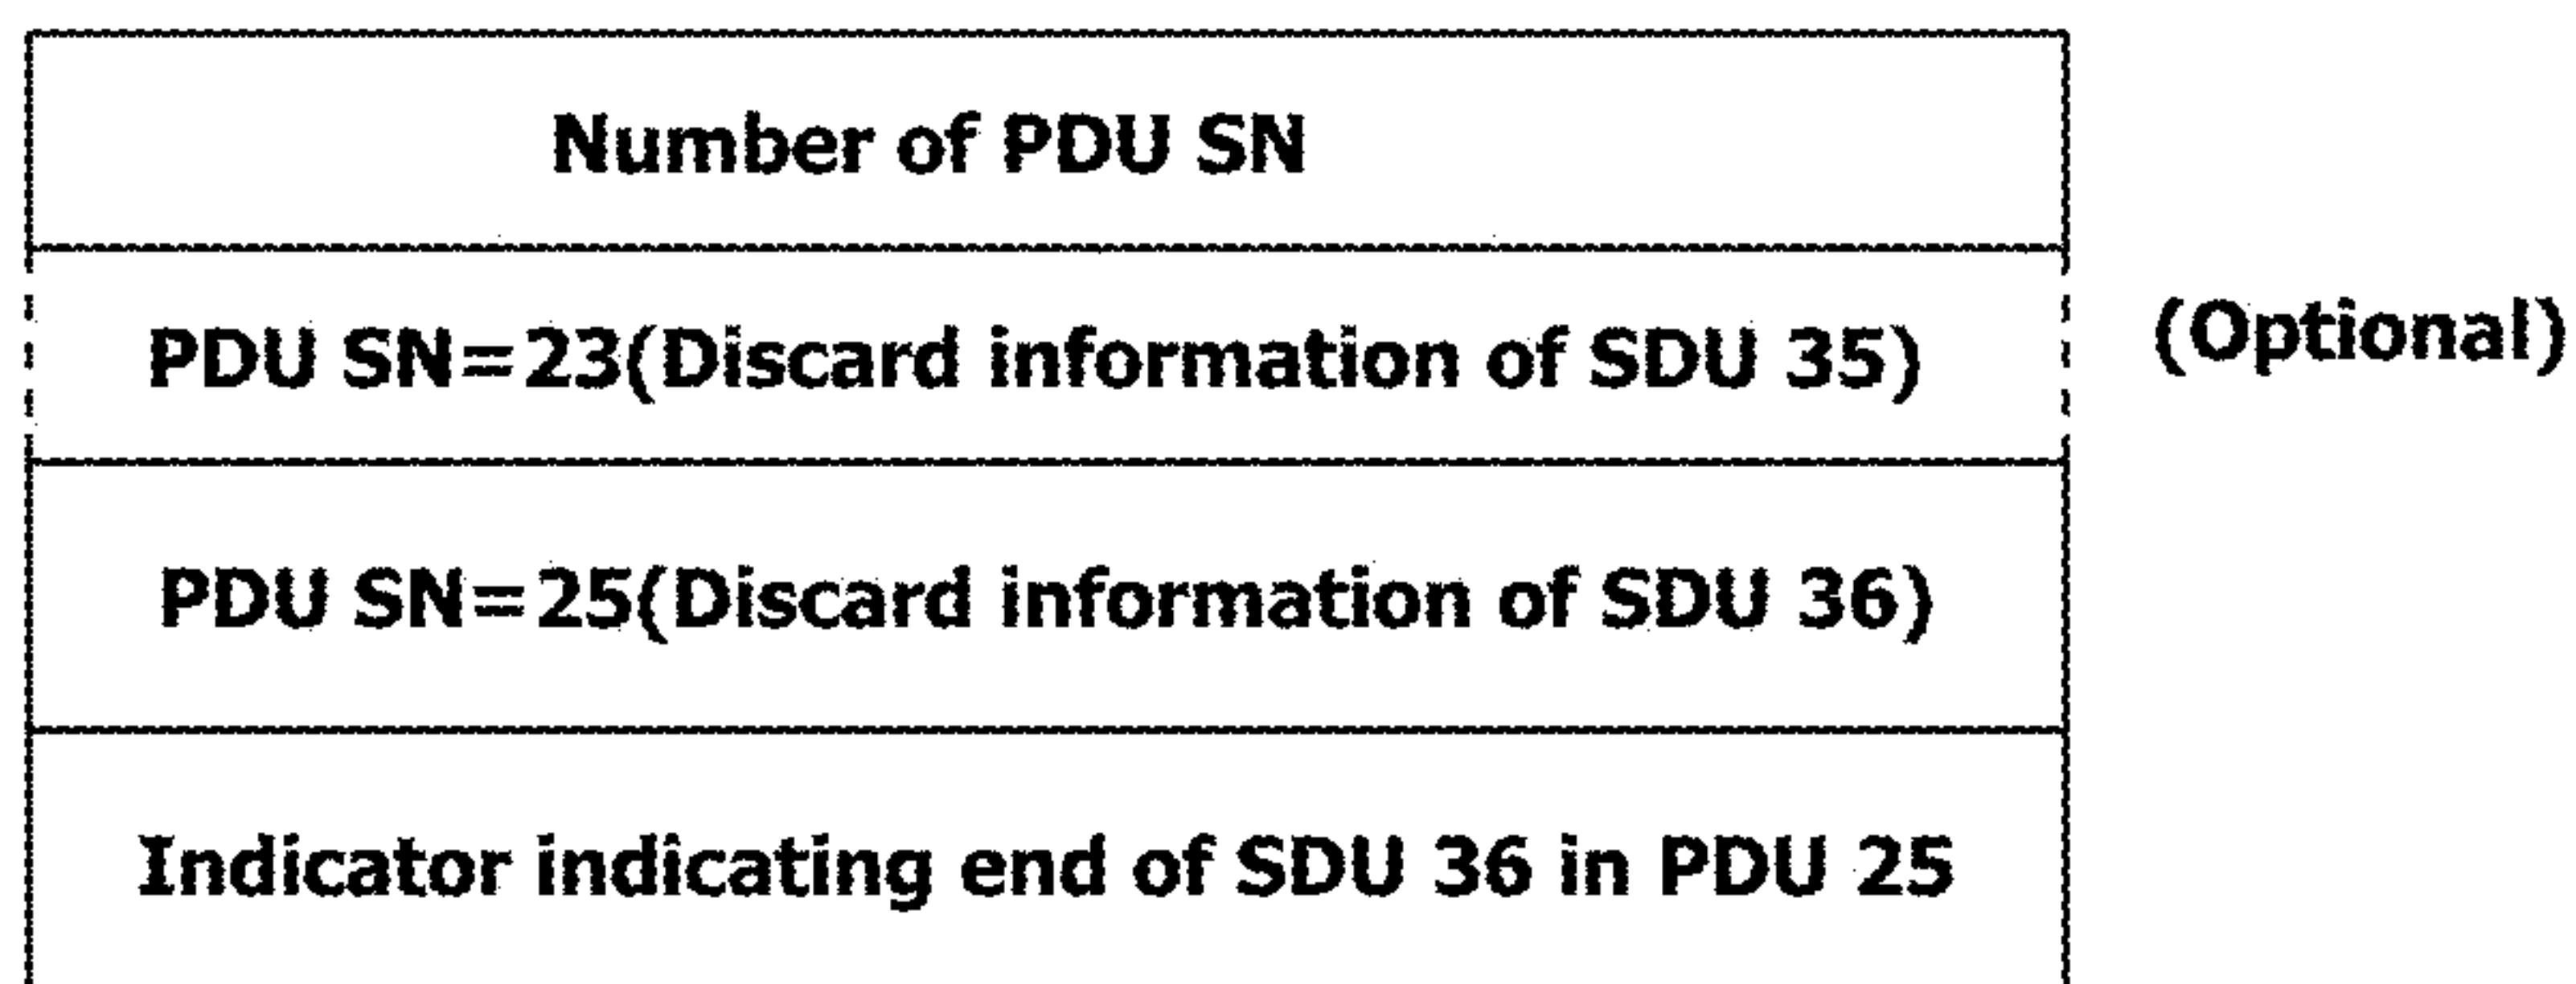 Number of PDU SN
PDU SN=23(Discard information of SDU 35)
(Optional)
PDU SN=25(Discard information of SDU 36)
Indicator indicating end of SDU 36 in PDU 25